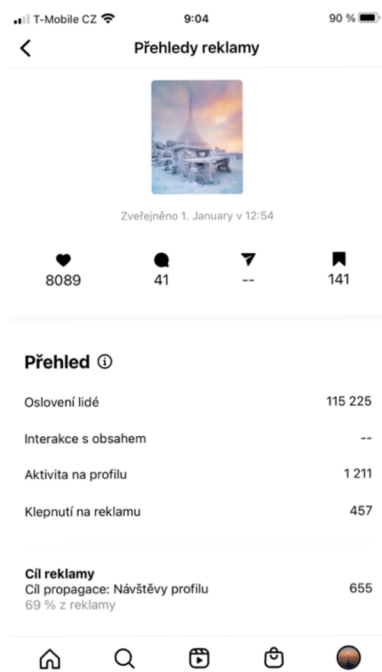 T-Mobile CZ 9:04 90 %
Přehledy reklamy
Zveřejněno 1. January v 12:54
8089 41 -- 141
Přehled
Oslovení lidé 115 225
Interakce s obsahem --
Aktivita na profilu 1 211
Klepnutí na reklamu 457
Cíl reklamy
Cíl propagace: Návštěvy profilu 655
69 % z reklamy